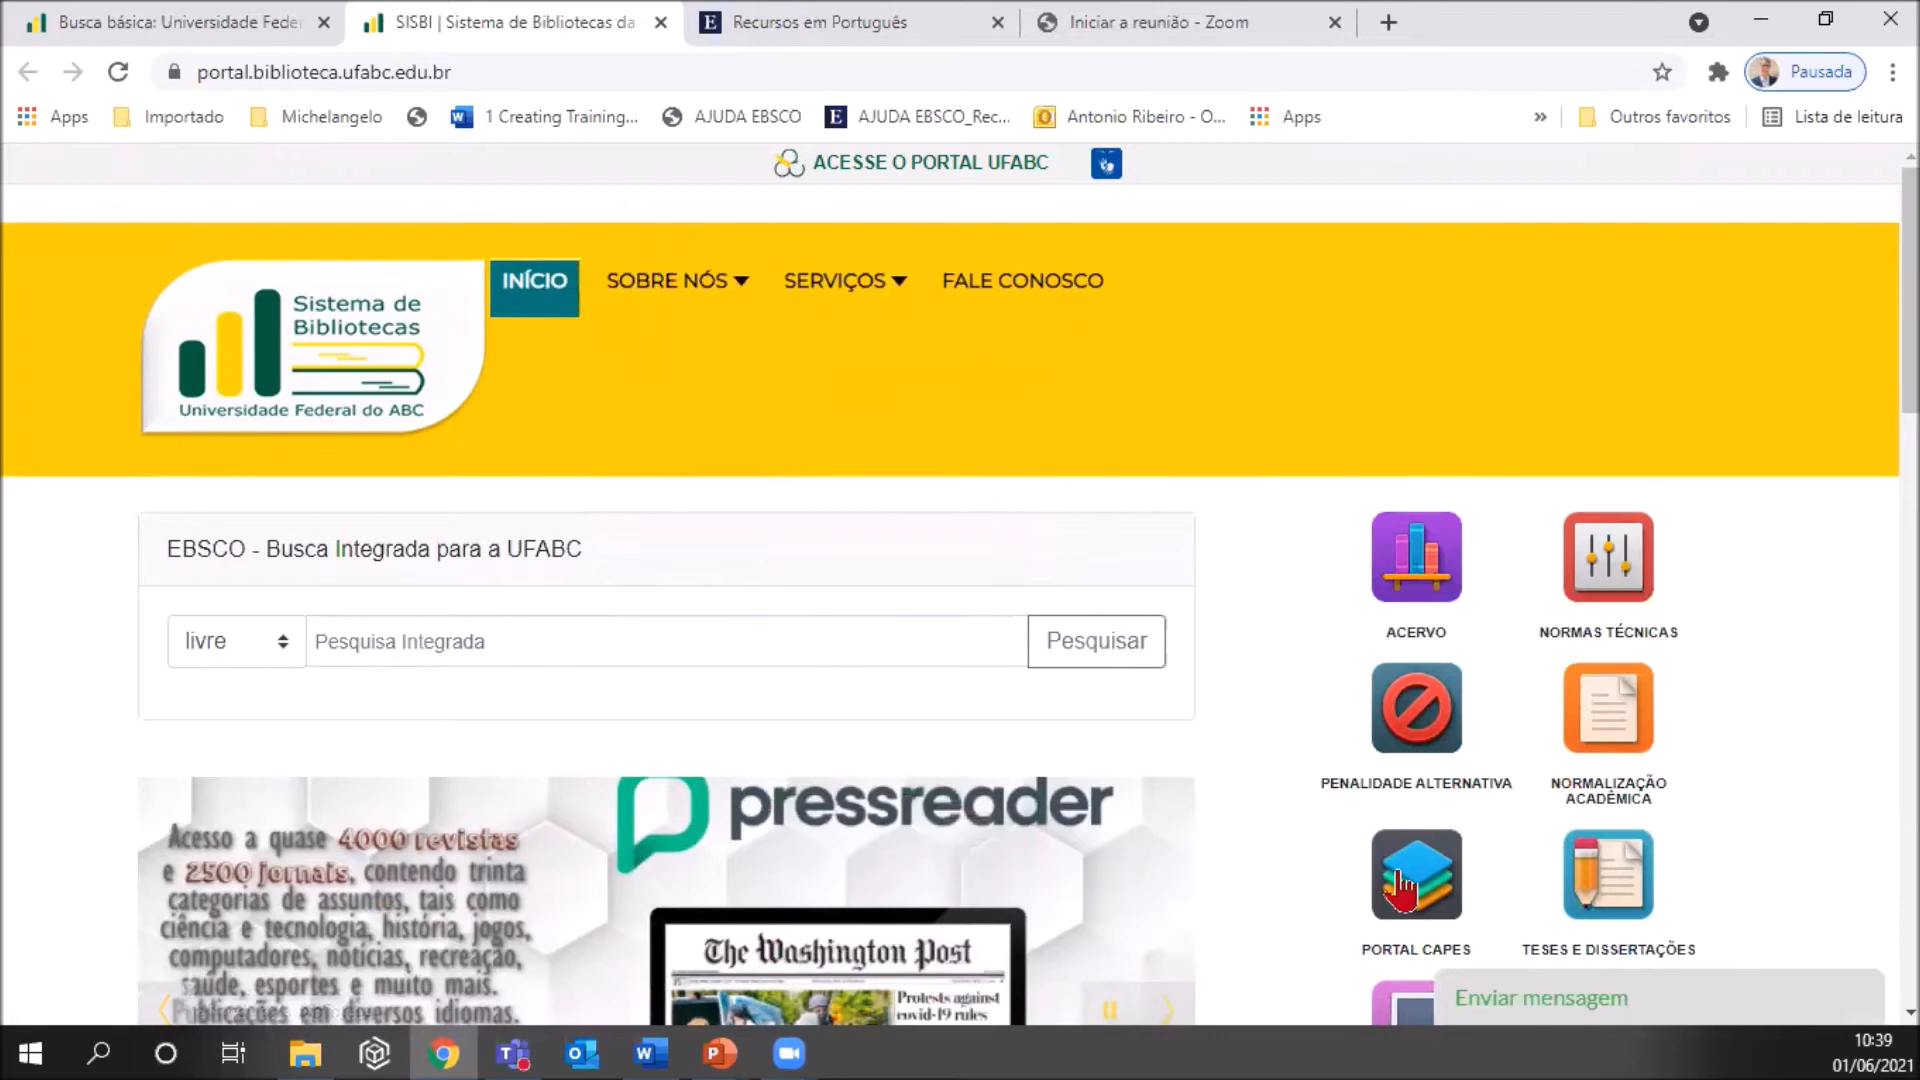 Busca básica: Universidade Feder
SISBI | Sistema de Bibliotecas da
Recursos em Português
Iniciar a reunião - Zoom
portal.biblioteca.ufabc.edu.br
Pausada
Apps
Importado
Michelangelo
1 Creating Training...
AJUDA EBSCO
AJUDA EBSCO_Rec...
Antonio Ribeiro - O...
Apps
»
Outros favoritos
Lista de leitura
ACESSE O PORTAL UFABC
INÍCIO
SOBRE NÓS
SERVIÇOS
FALE CONOSCO
Sistema de
Bibliotecas
Universidade Federal do ABC
EBSCO - Busca Integrada para a UFABC
livre
Pesquisa Integrada
Pesquisar
ACERVO
NORMAS TÉCNICAS
PENALIDADE ALTERNATIVA
NORMALIZAÇÃO
ACADÊMICA
PORTAL CAPES
TESES E DISSERTAÇÕES
pressreader
Acesso a quase 4000 revistas
e 2500 jornais, contendo trinta
categorias de assuntos, tais como
ciência e tecnologia, história, jogos,
computadores, notícias, recreação,
saúde, esportes e muito mais.
Publicações em diversos idiomas.
The Washington Post
Protests against
covid-19 rules
Enviar mensagem
10:39
01/06/2021